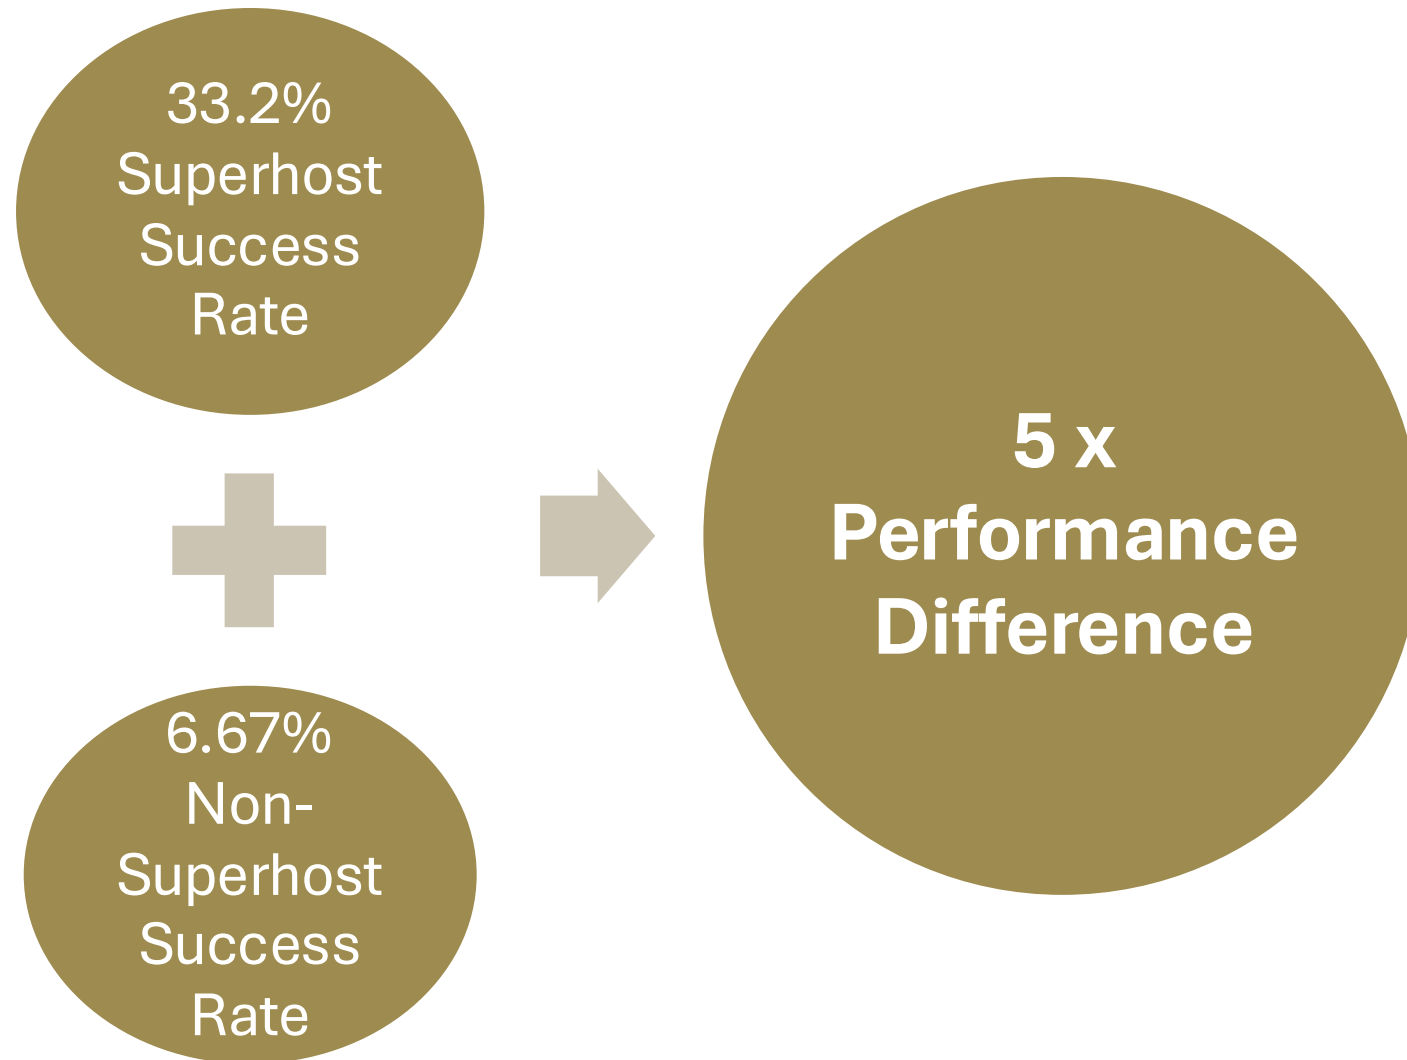 33.2%
Superhost
Success
Rate
6.67%
Non-
Superhost
Success
Rate
5 x
Performance
Difference